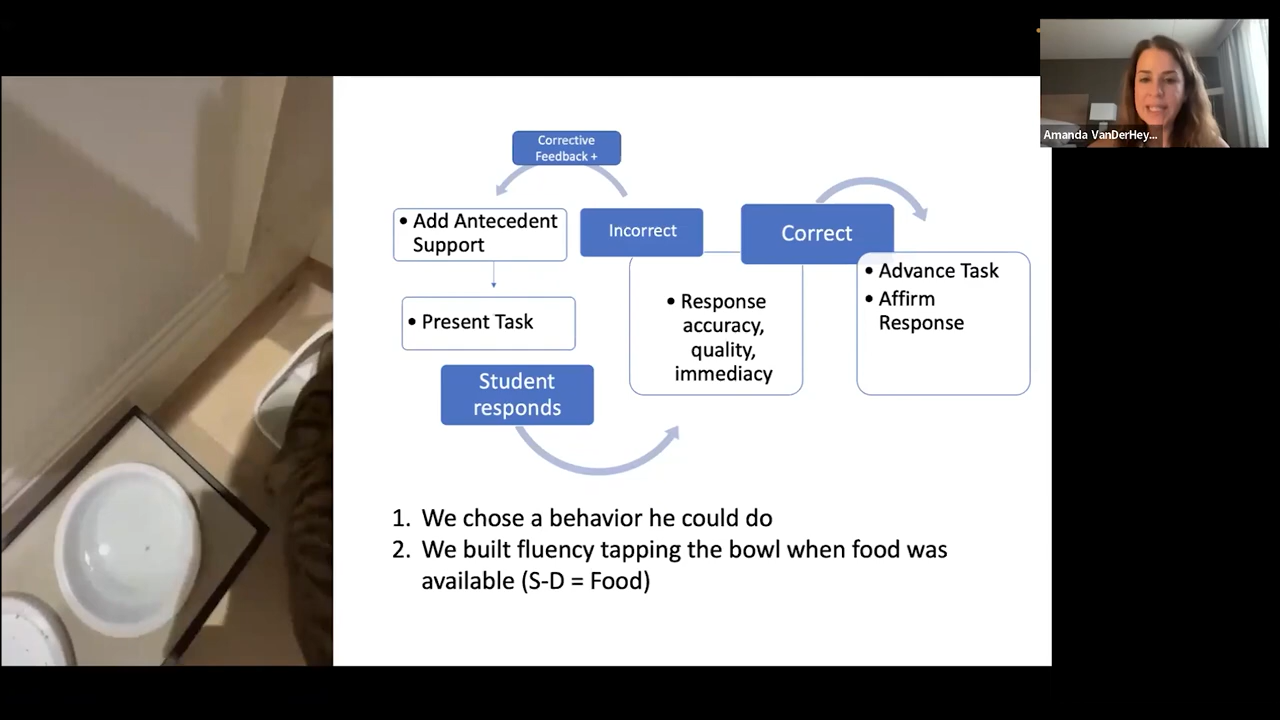 Corrective
Feedback +
• Add Antecedent
Support
Incorrect
Correct
• Present Task
• Response
accuracy,
quality,
immediacy
• Advance Task
• Affirm
Response
Student
responds
1. We chose a behavior he could do
2. We built fluency tapping the bowl when food was
available (S-D = Food)
Amanda VanDerHey...